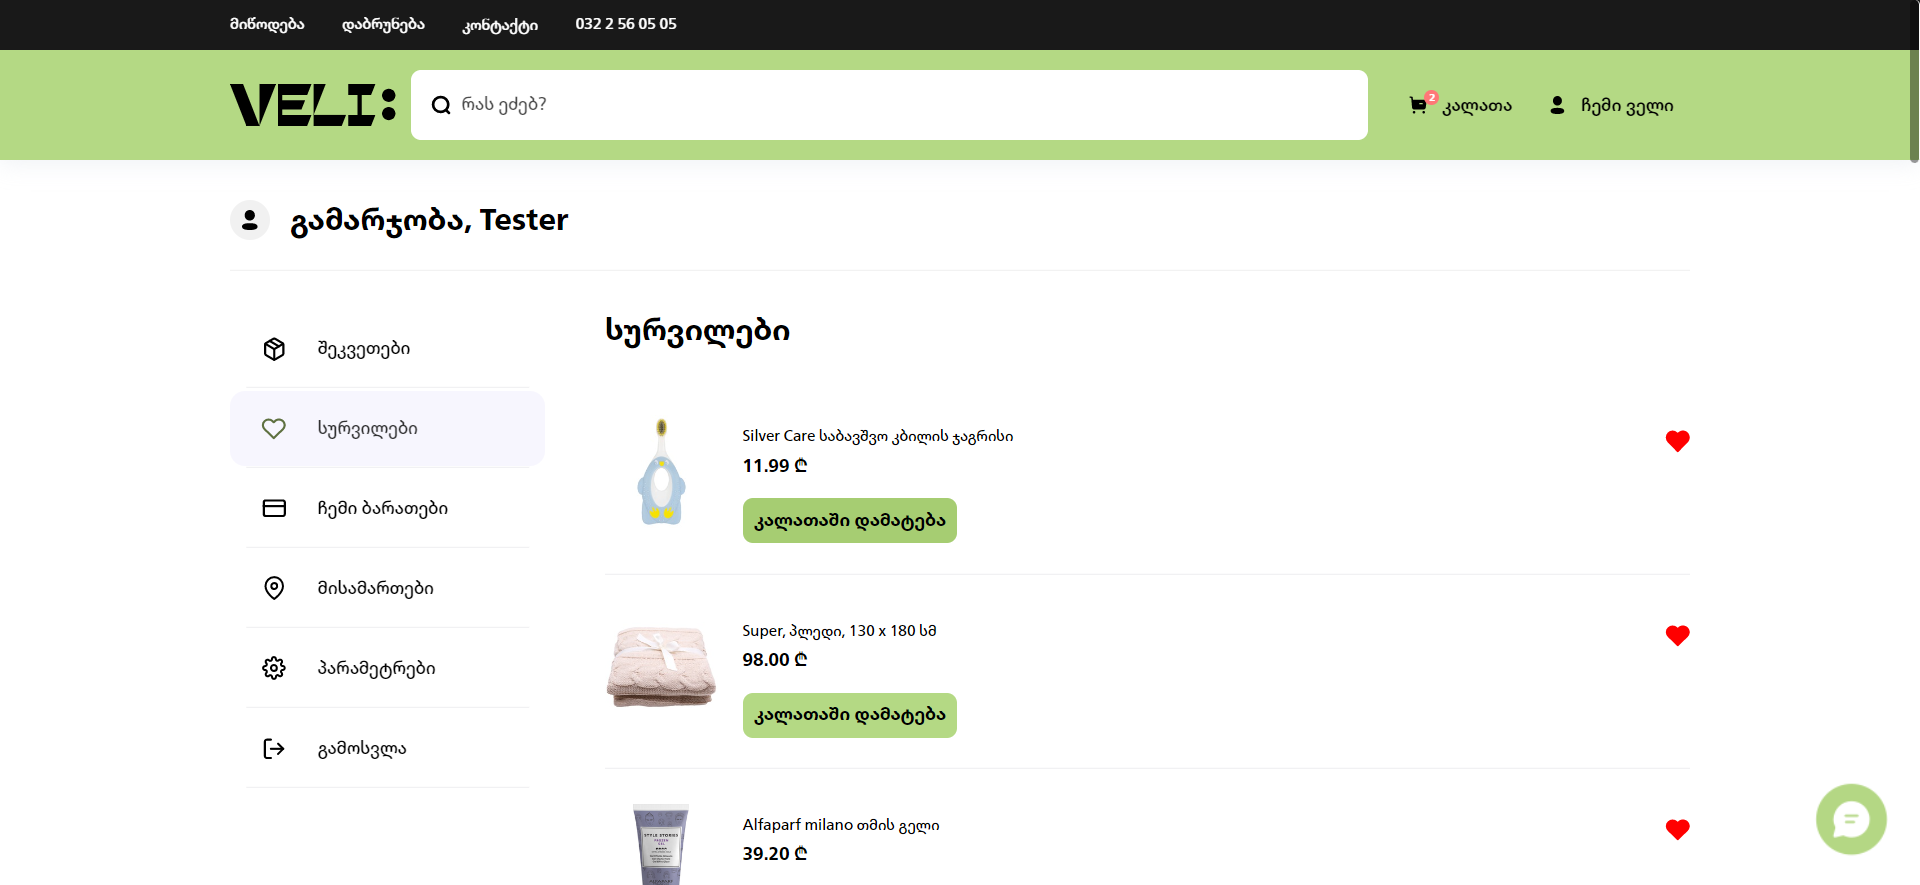 მიწოდება დაბრუნება კონტაქტი 032 2 56 05 05
VELI:
რას ეძებ?
2
კალათა
ჩემი ველი
გამარჯობა, Tester
შეკვეთები
სურვილები
ჩემი ბარათები
მისამართები
პარამეტრები
გამოსვლა
სურვილები
Silver Care საბავშვო კბილის ჯაგრისი
11.99 ₾
კალათაში დამატება
Super, პლედი, 130 x 180 სმ
98.00 ₾
კალათაში დამატება
Alfaparf milano თმის გელი
39.20 ₾
STYLE STORIES